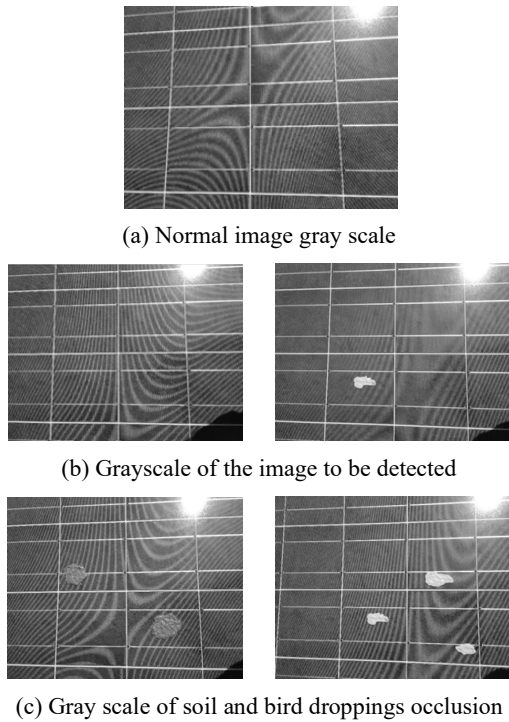 (a) Normal image gray scale
(b) Grayscale of the image to be detected
(c) Gray scale of soil and bird droppings occlusion